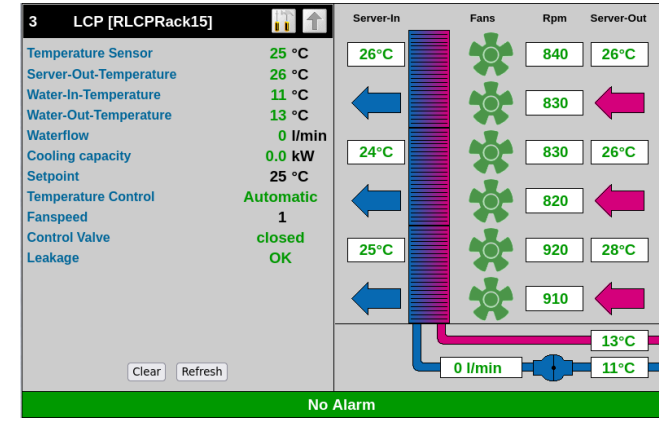 3 LCP [RLCPRack15]
Temperature Sensor 25 °C
Server-Out-Temperature 26 °C
Water-In-Temperature 11 °C
Water-Out-Temperature 13 °C
Waterflow 0 l/min
Cooling capacity 0.0 kW
Setpoint 25 °C
Temperature Control Automatic
Fanspeed 1
Control Valve closed
Leakage OK
Clear Refresh
Server-In Fans Rpm Server-Out
26°C 840 26°C
830
24°C 830 26°C
820
25°C 920 28°C
910
13°C
0 l/min 11°C
No Alarm